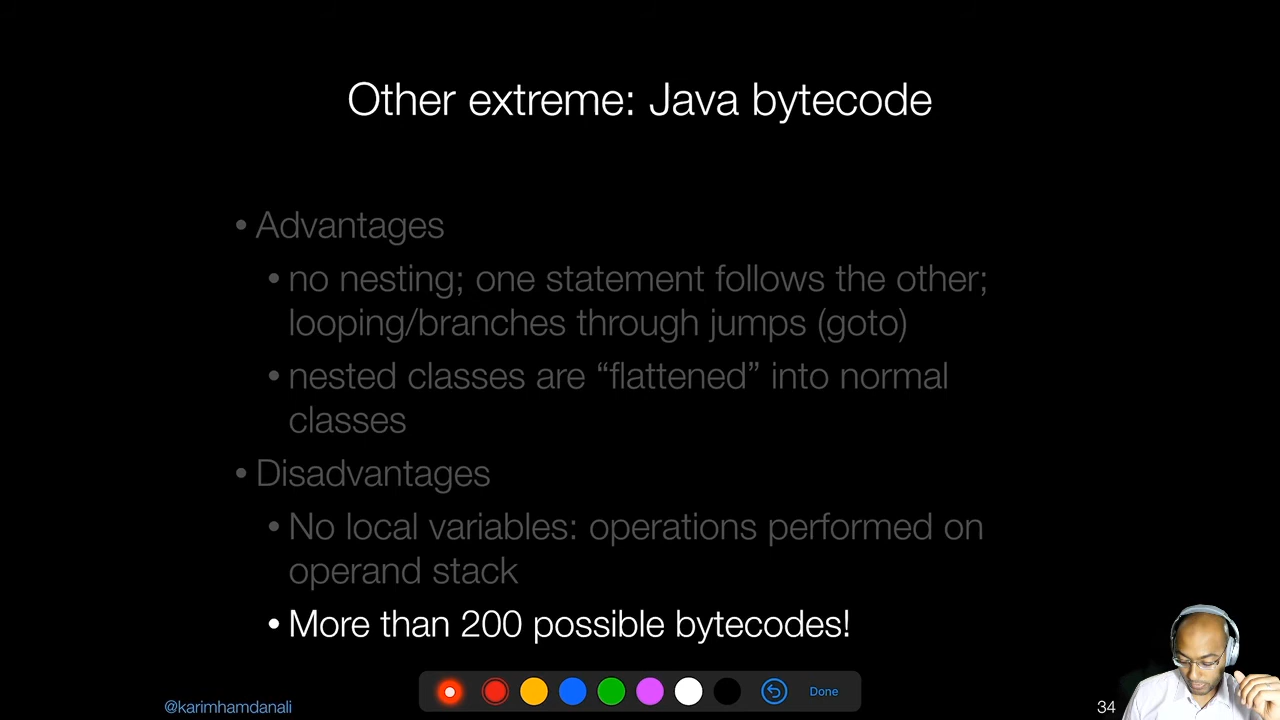 Other extreme: Java bytecode
• Advantages
• no nesting; one statement follows the other;
looping/branches through jumps (goto)
• nested classes are “flattened” into normal
classes
• Disadvantages
• No local variables: operations performed on
operand stack
• More than 200 possible bytecodes!
Done
@karimhamdanali
34